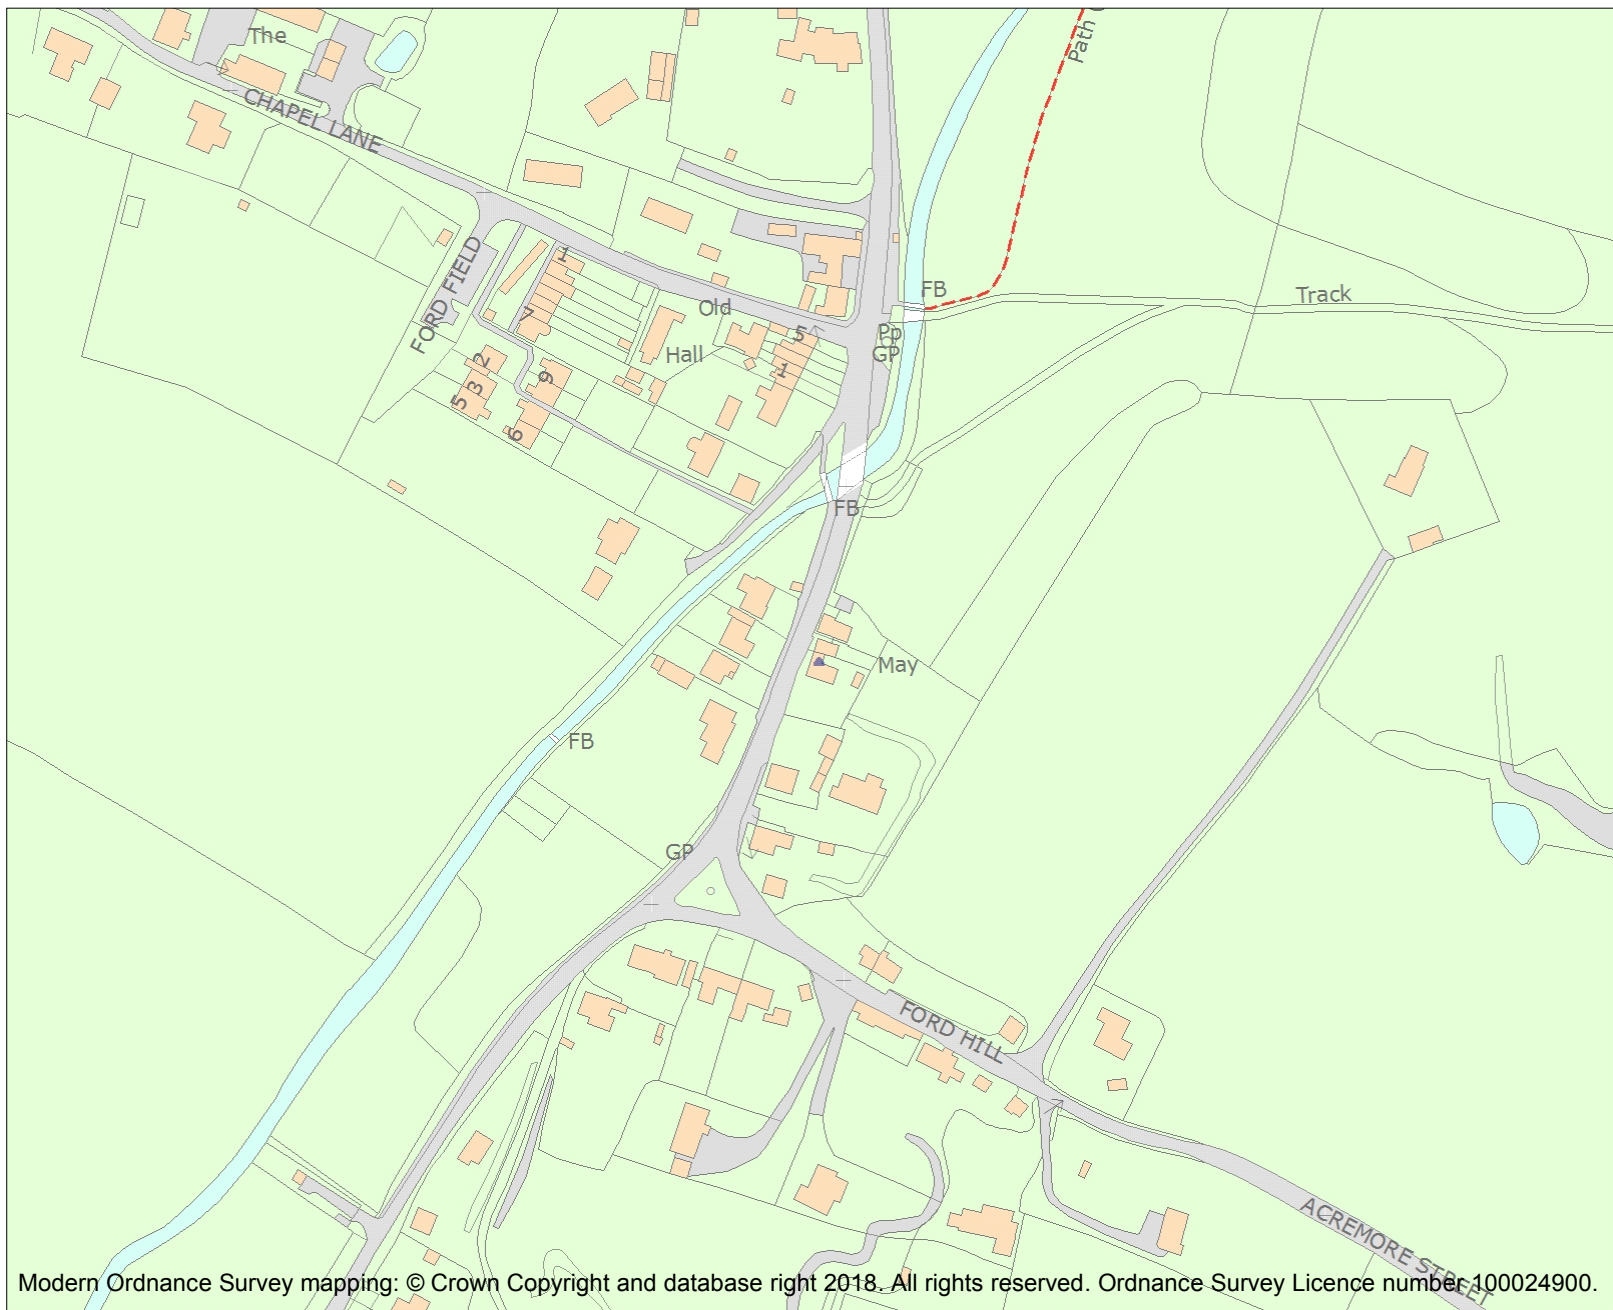 The
Path
CHAPEL LANE
FORD FIELD
1
7
2
3
5
9
6
Old
Hall
5
1
FB
Track
Pp
GP
FB
May
FB
GP
FORD HILL
ACREMORE STREET
Modern Ordnance Survey mapping: © Crown Copyright and database right 2018. All rights reserved. Ordnance Survey Licence number 100024900.